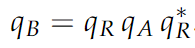 q_B = q_R q_A q_R^*